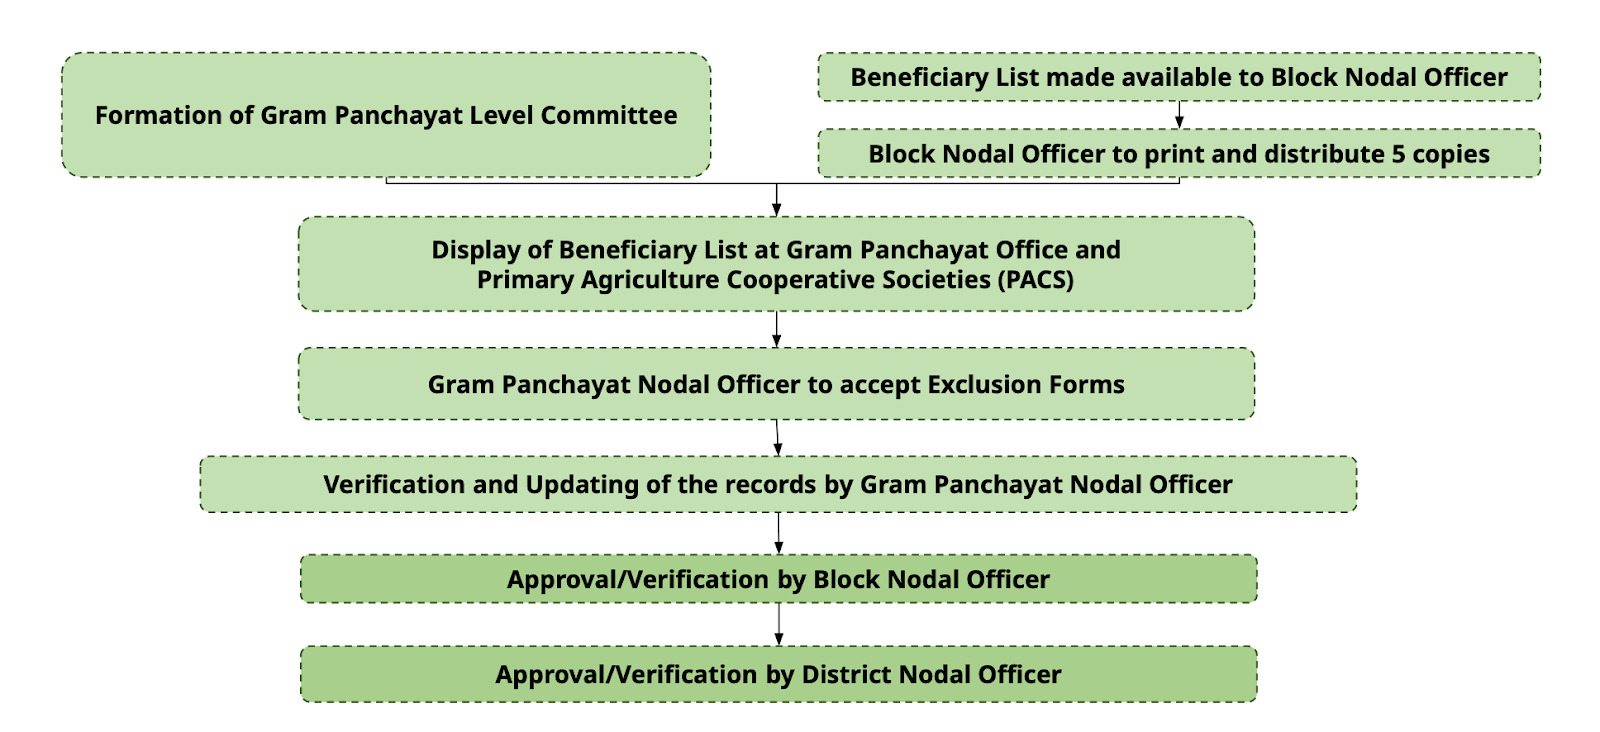 Formation of Gram Panchayat Level Committee
Beneficiary List made available to Block Nodal Officer
Block Nodal Officer to print and distribute 5 copies
Display of Beneficiary List at Gram Panchayat Office and
Primary Agriculture Cooperative Societies (PACS)
Gram Panchayat Nodal Officer to accept Exclusion Forms
Verification and Updating of the records by Gram Panchayat Nodal Officer
Approval/Verification by Block Nodal Officer
Approval/Verification by District Nodal Officer